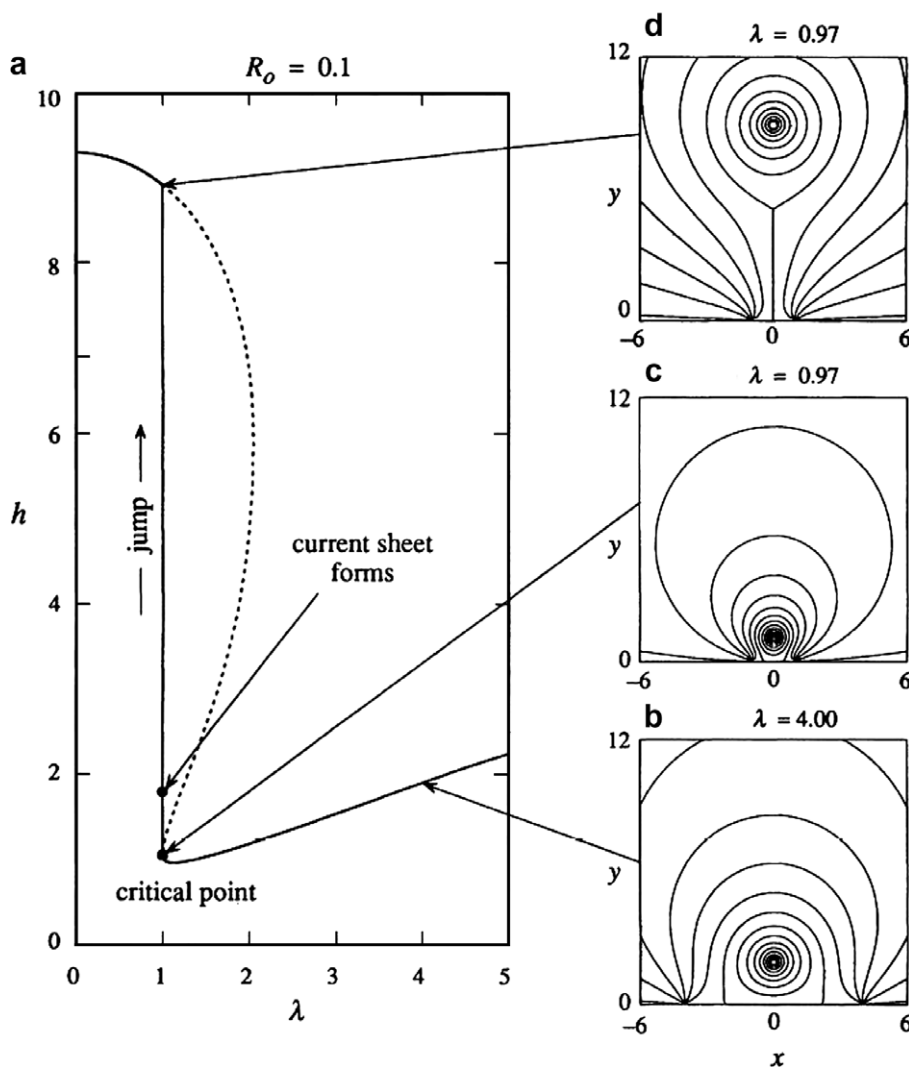 a
R_o = 0.1
10
8
6
4
2
0
h
jump
current sheet
forms
critical point
0
1
2
3
4
5
λ
d
λ = 0.97
12
y
0
−6
0
6
c
λ = 0.97
12
y
0
−6
0
6
b
λ = 4.00
12
y
0
−6
0
6
x